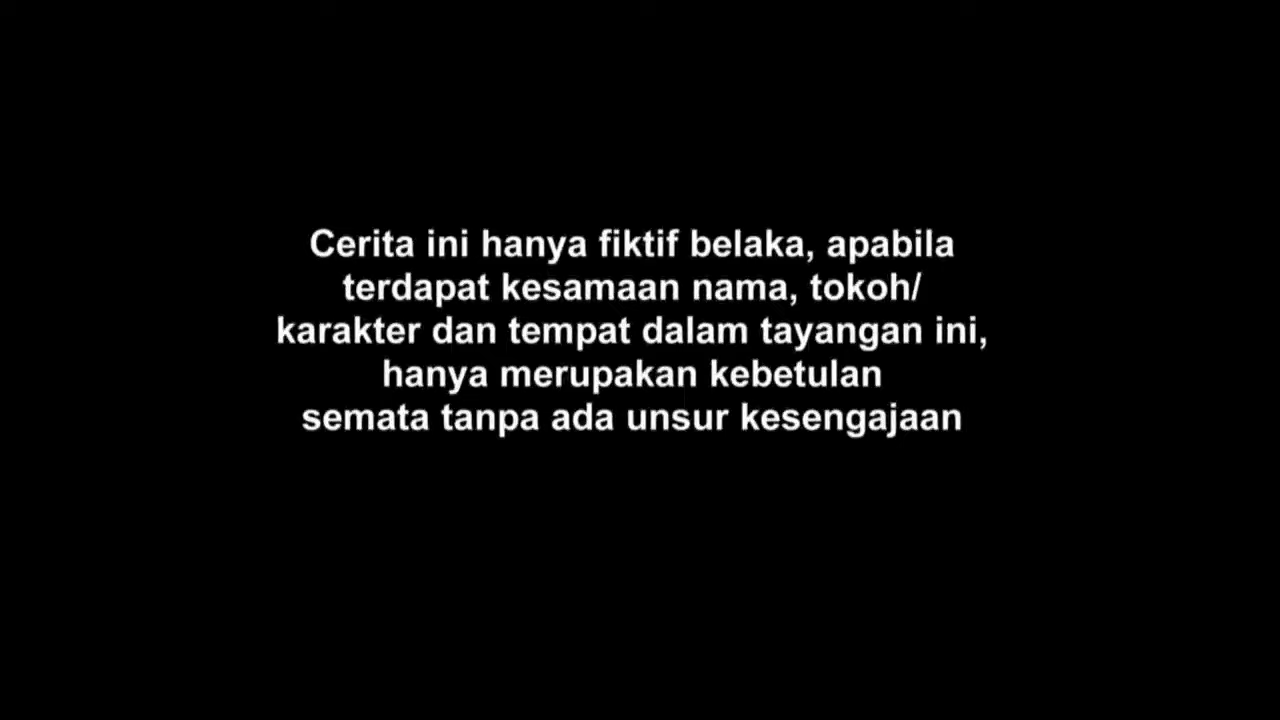 Cerita ini hanya fiktif belaka, apabila
terdapat kesamaan nama, tokoh/
karakter dan tempat dalam tayangan ini,
hanya merupakan kebetulan
semata tanpa ada unsur kesengajaan